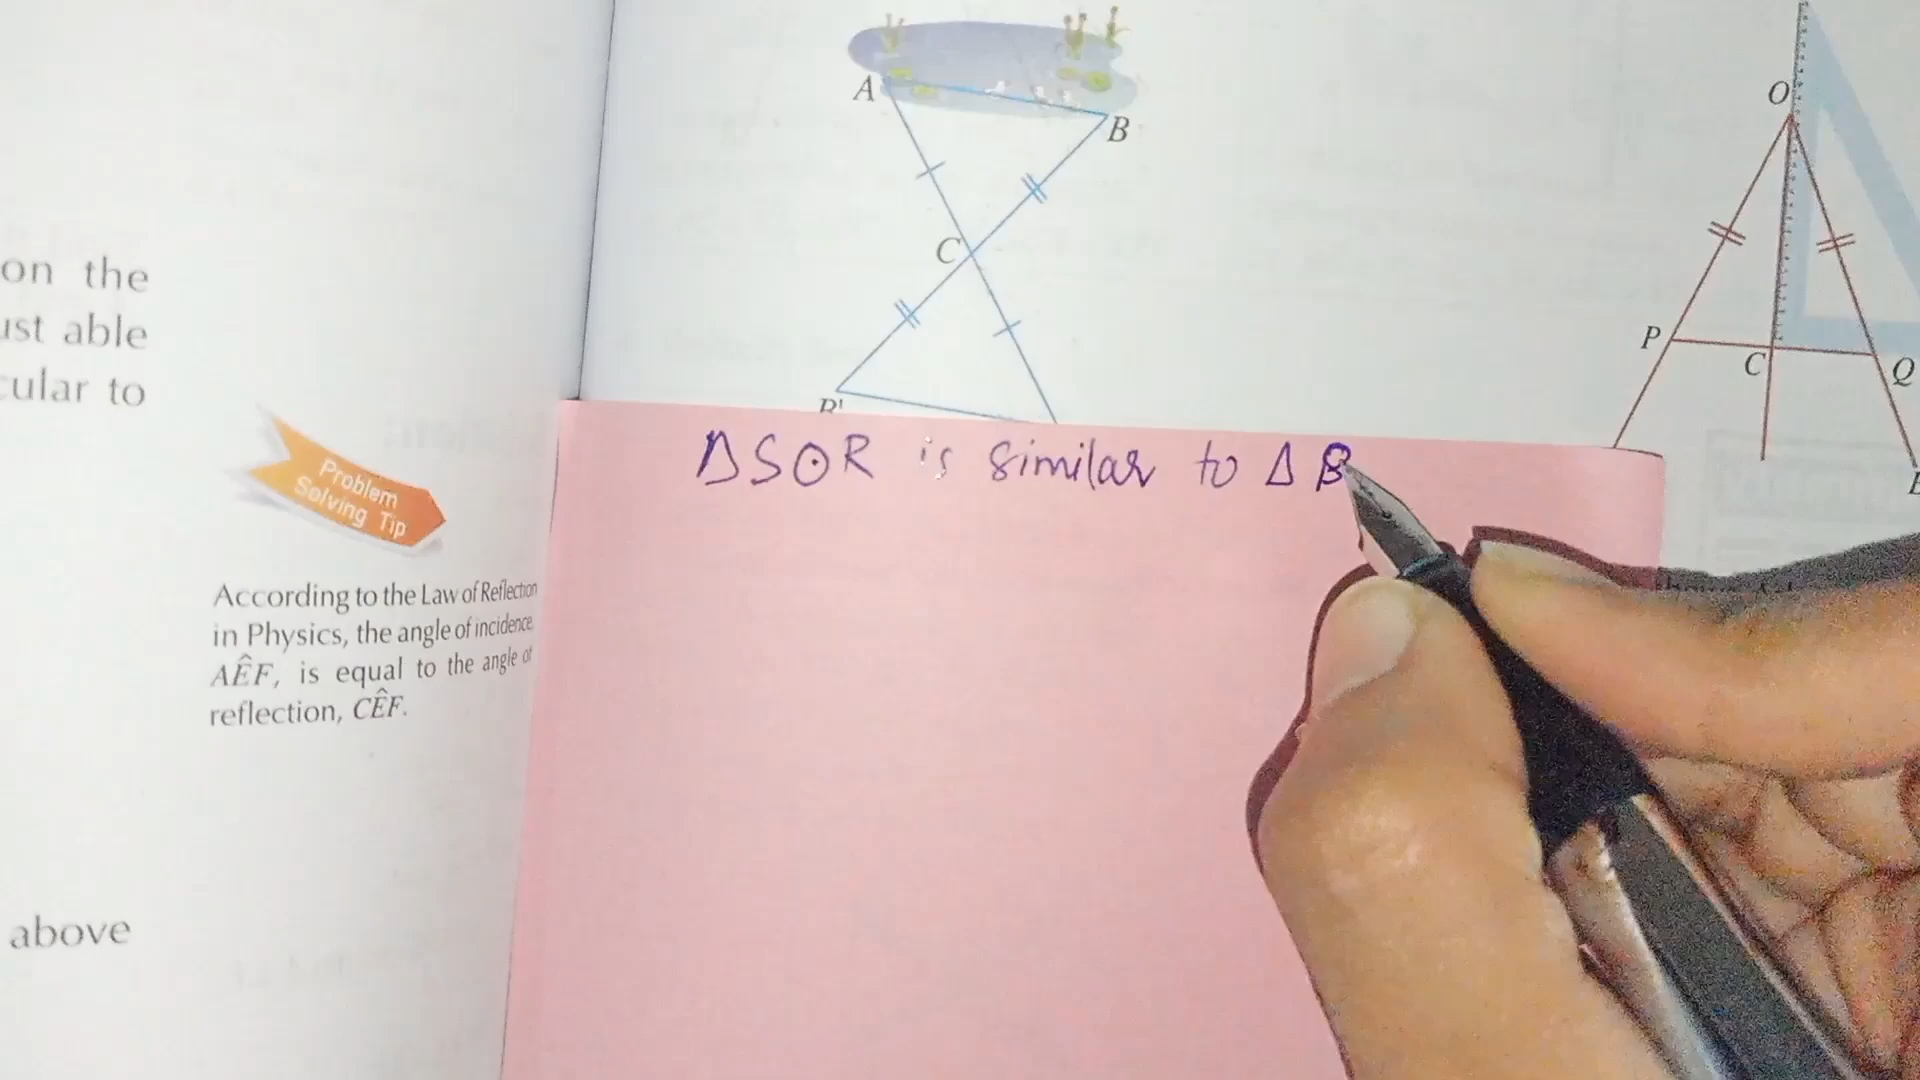 A
B
O
C
on the
ust able
P
C
Q
cular to
B'
ΔSOR is similar to Δ
Problem
Solving Tip
According to the Law of Reflection
in Physics, the angle of incidence,
AÊF, is equal to the angle of
reflection, CÊF.
above